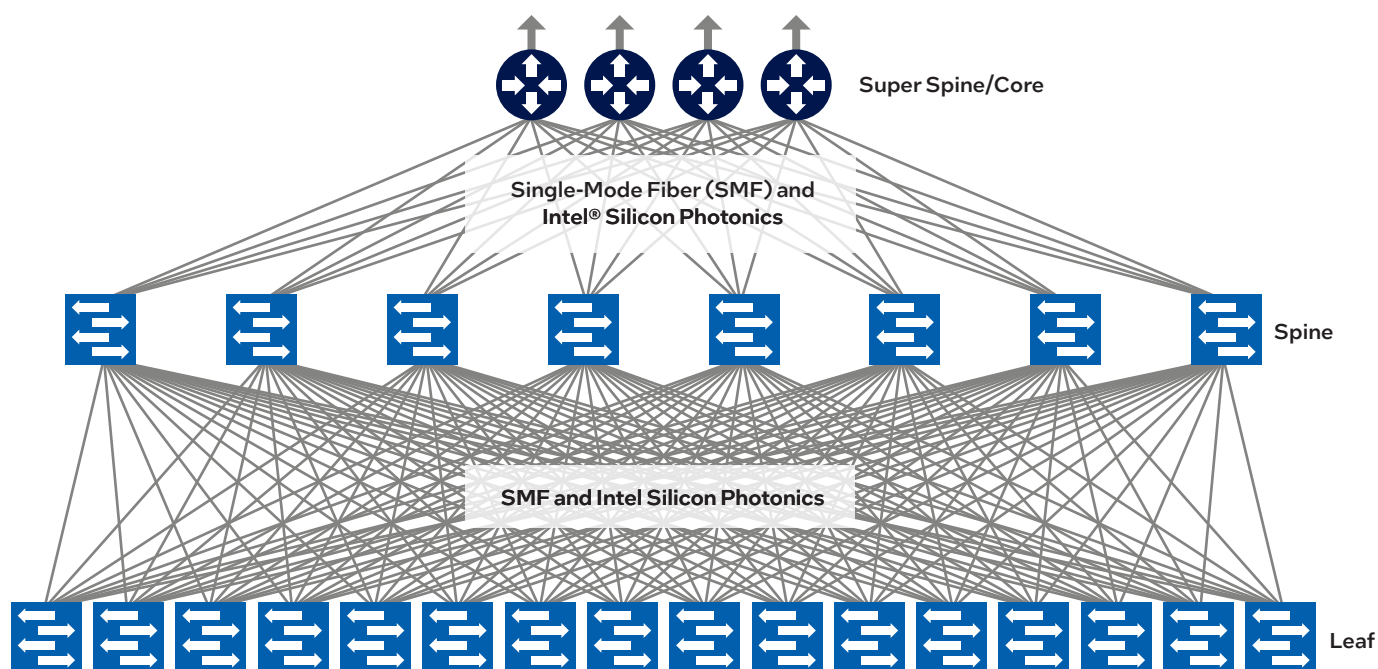 Super Spine/Core
Single-Mode Fiber (SMF) and
Intel® Silicon Photonics
Spine
SMF and Intel Silicon Photonics
Leaf